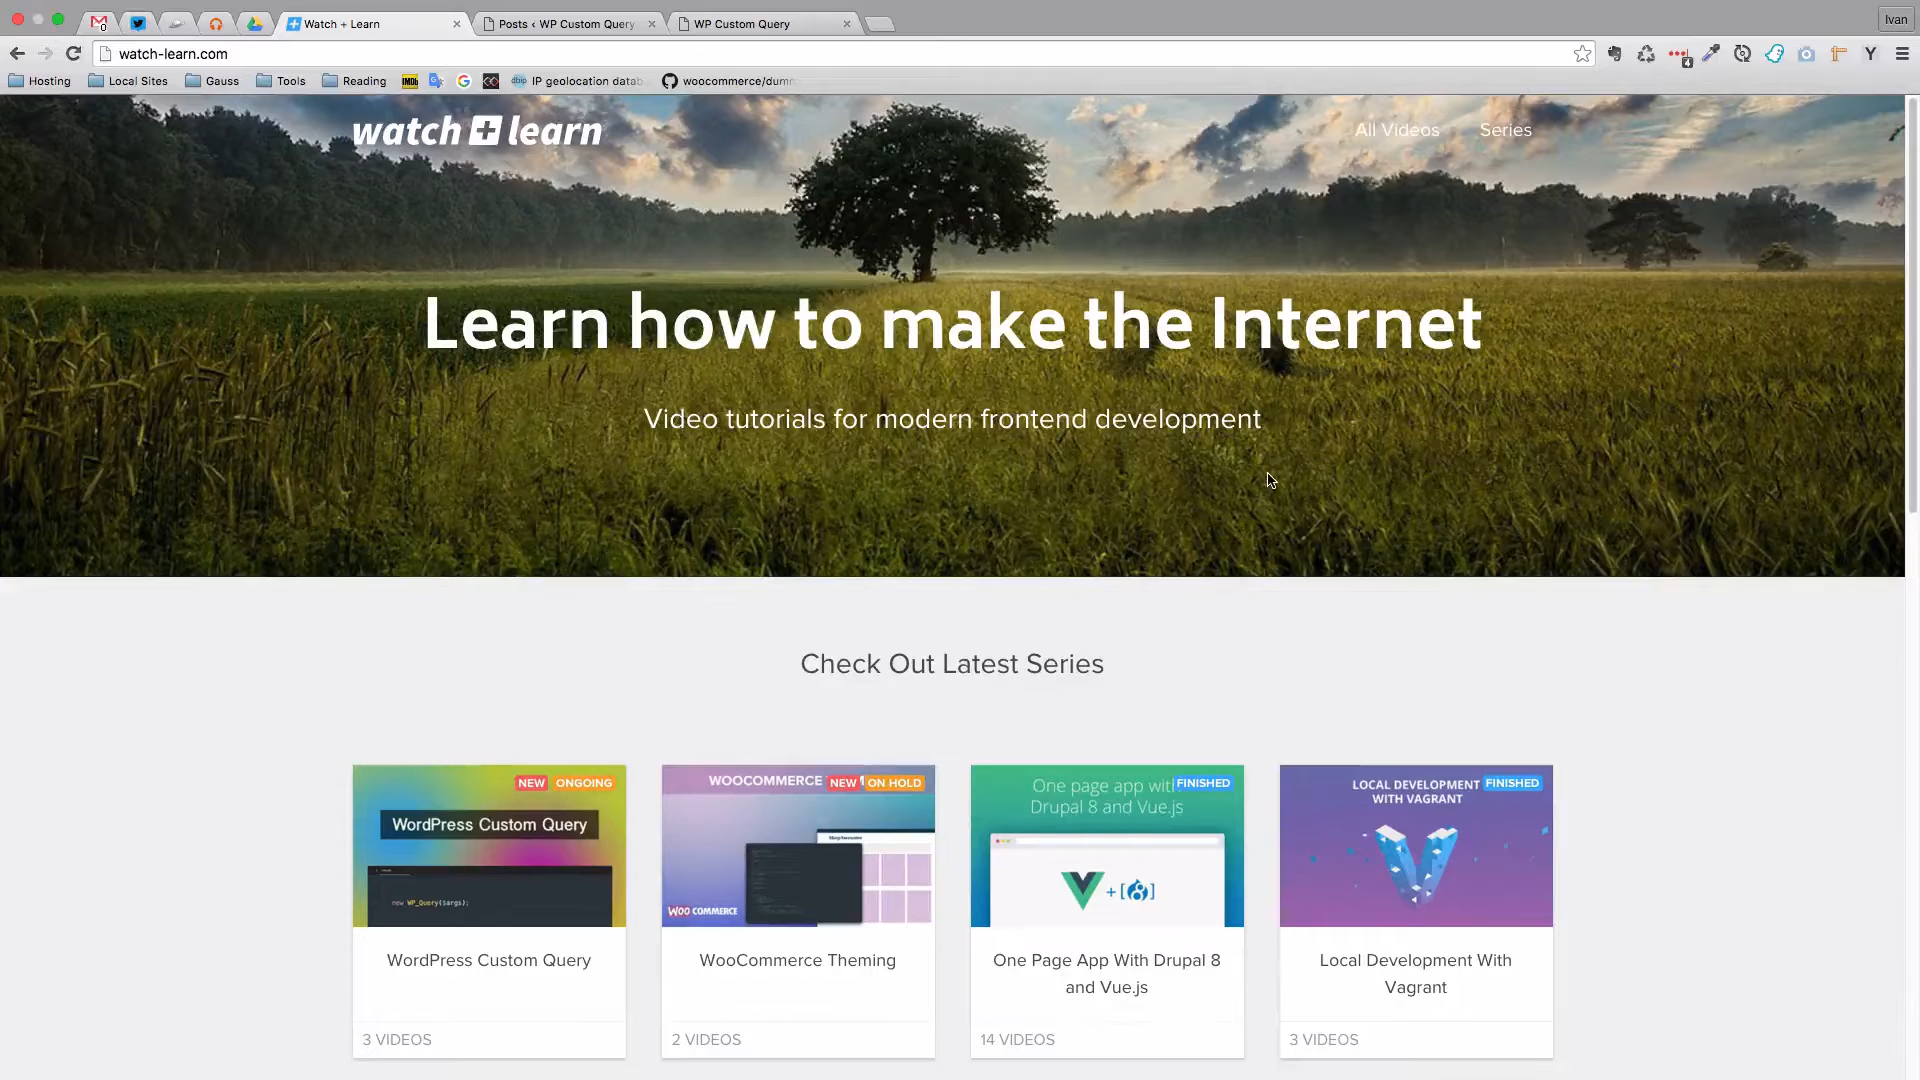 Watch + Learn
Posts ‹ WP Custom Query
WP Custom Query
Ivan
watch-learn.com
Hosting
Local Sites
Gauss
Tools
Reading
IMDb
IP geolocation datab
woocommerce/dumm
watch + learn
All Videos
Series
Learn how to make the Internet
Video tutorials for modern frontend development
Check Out Latest Series
NEW
ONGOING
WordPress Custom Query
new WP_Query($args);
WordPress Custom Query
3 VIDEOS
WOOCOMMERCE
NEW
ON HOLD
WOO COMMERCE
WooCommerce Theming
2 VIDEOS
One page app with
FINISHED
Drupal 8 and Vue.js
One Page App With Drupal 8
and Vue.js
14 VIDEOS
LOCAL DEVELOPMENT
FINISHED
WITH VAGRANT
Local Development With
Vagrant
3 VIDEOS